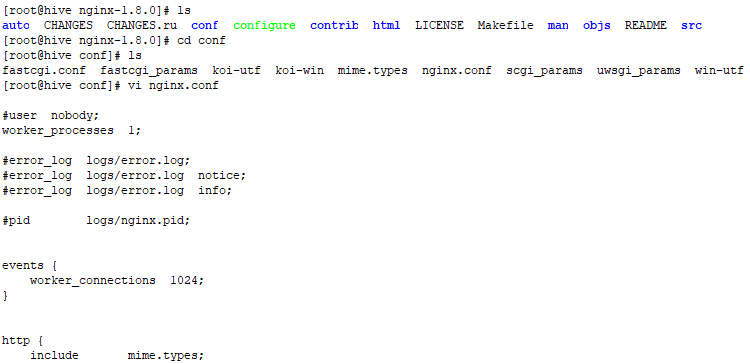 [root@hive nginx-1.8.0]# ls
auto  CHANGES  CHANGES.ru  conf  configure  contrib  html  LICENSE  Makefile  man  objs  README  src
[root@hive nginx-1.8.0]# cd conf
[root@hive conf]# ls
fastcgi.conf  fastcgi_params  koi-utf  koi-win  mime.types  nginx.conf  scgi_params  uwsgi_params  win-utf
[root@hive conf]# vi nginx.conf
#user  nobody;
worker_processes  1;
#error_log  logs/error.log;
#error_log  logs/error.log  notice;
#error_log  logs/error.log  info;
#pid        logs/nginx.pid;
events {
    worker_connections  1024;
}
http {
    include       mime.types;